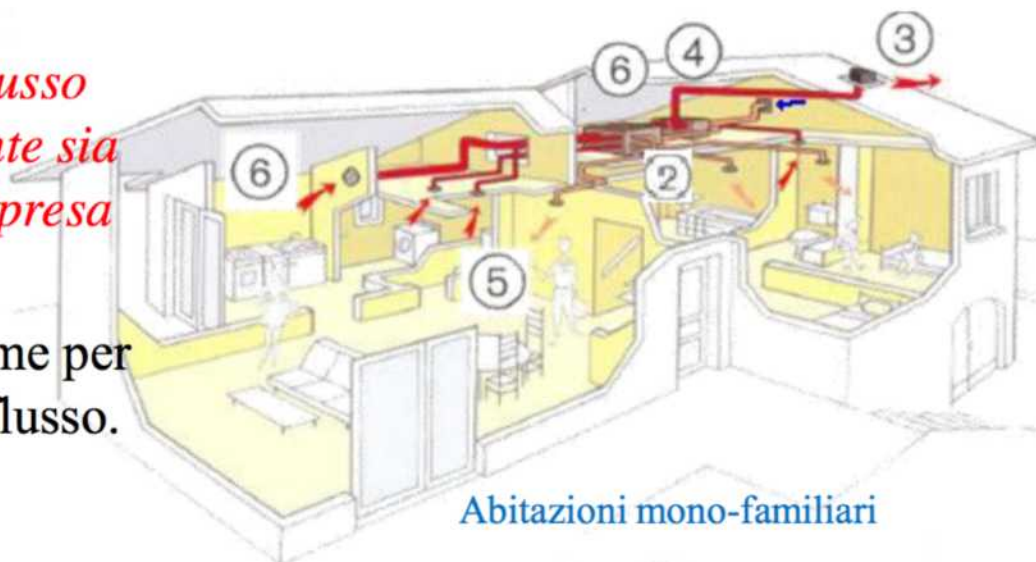 usso
nte sia
presa
me per
lusso.
6
4
3
6
2
5
Abitazioni mono-familiari